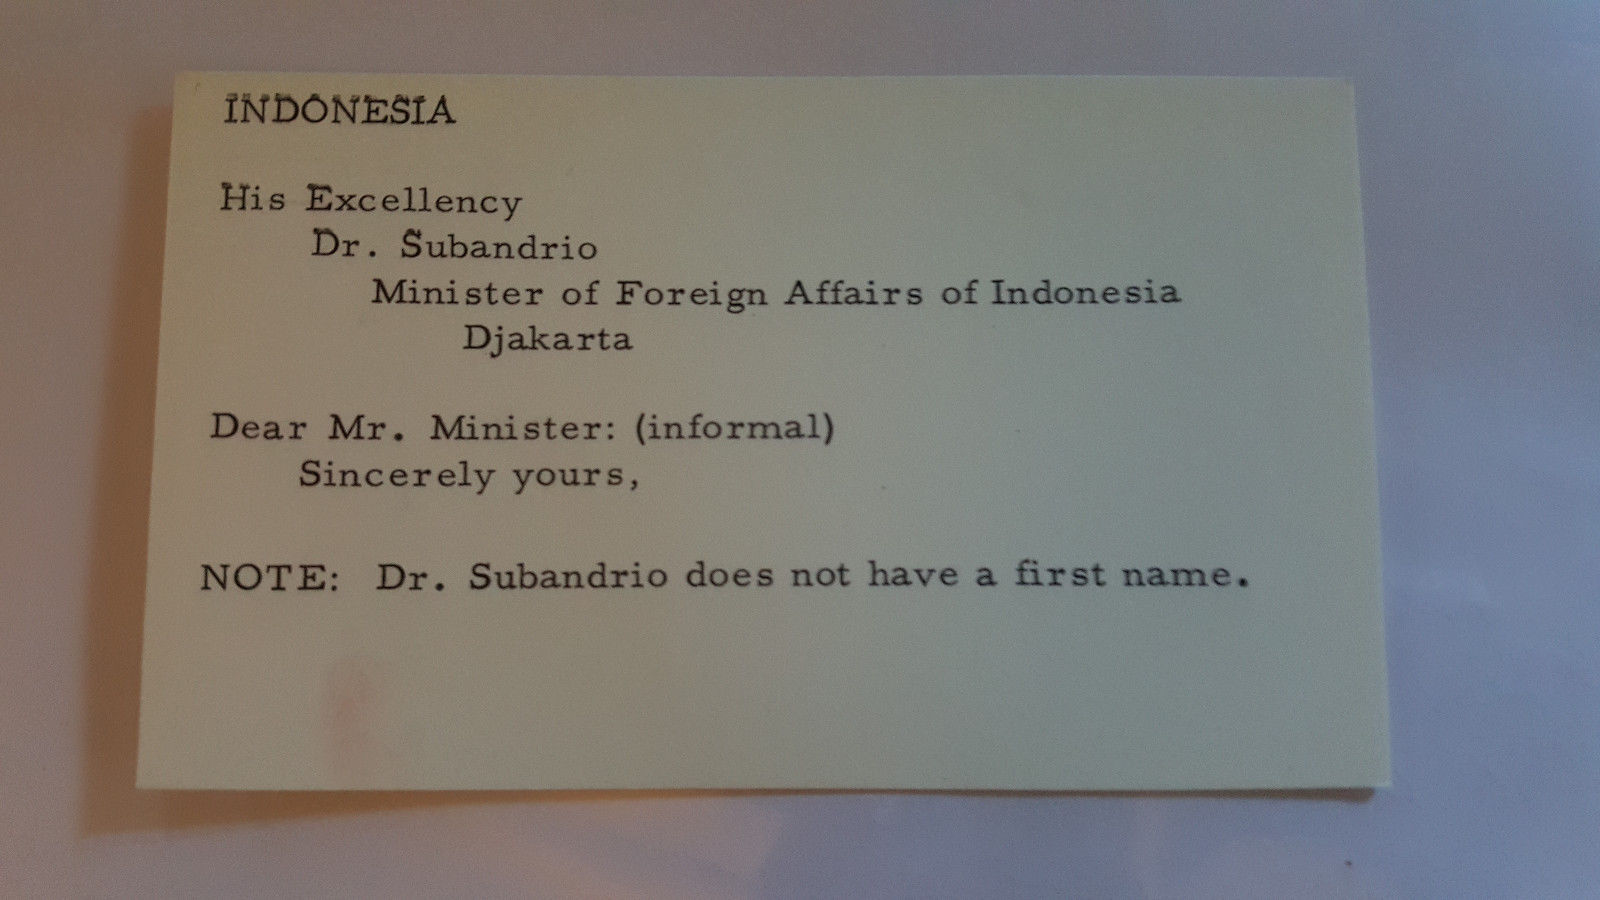 INDONESIA
His Excellency
Dr. Subandrio
Minister of Foreign Affairs of Indonesia
Djakarta
Dear Mr. Minister: (informal)
Sincerely yours,
NOTE: Dr. Subandrio does not have a first name.